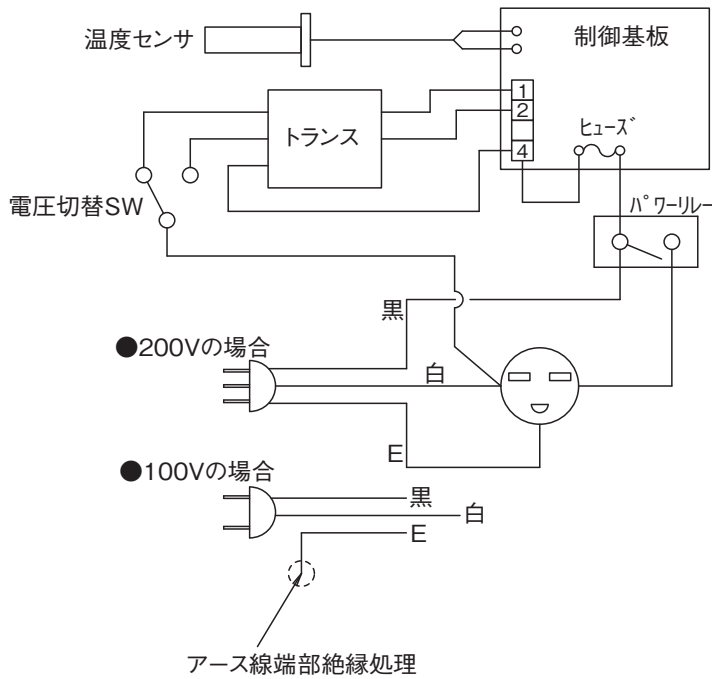 温度センサ
制御基板
1
2
4
トランス
ヒューズ
電圧切替SW
パワーリレー
黒
●200Vの場合
白
E
●100Vの場合
黒
白
E
アース線端部絶縁処理